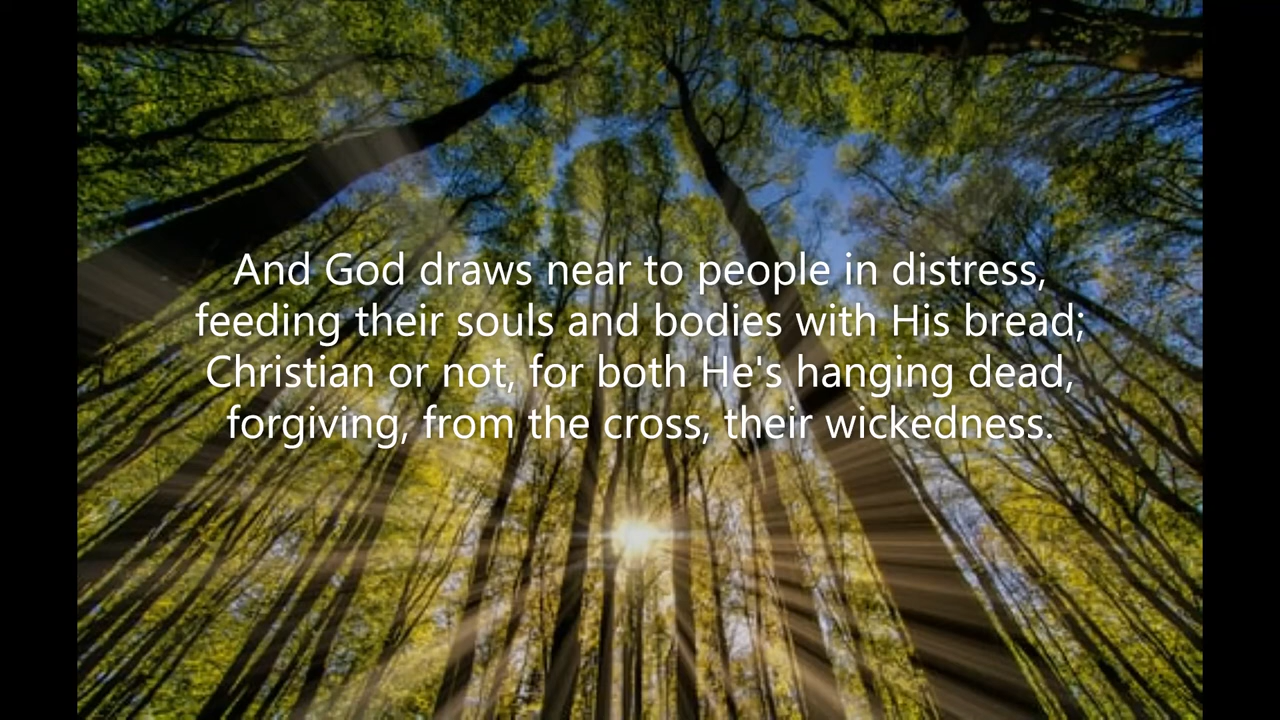 And God draws near to people in distress,
feeding their souls and bodies with His bread;
Christian or not, for both He's hanging dead,
forgiving, from the cross, their wickedness.